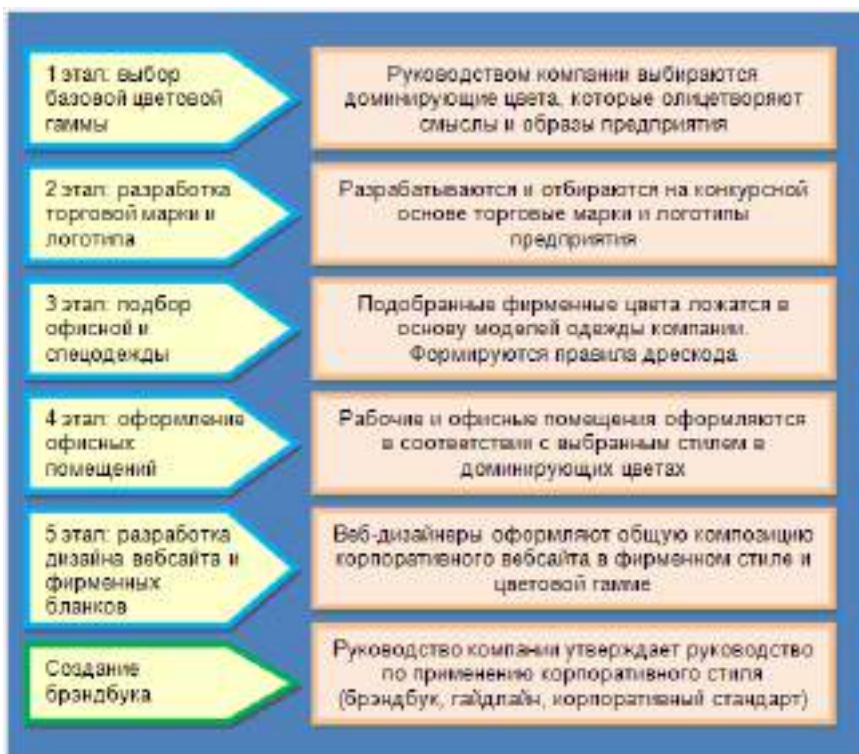 1 этап: выбор
базовой цветовой
гаммы
Руководством компании выбираются
доминирующие цвета, которые олицетворяют
смыслы и образы предприятия
2 этап: разработка
торговой марки и
логотипа
Разрабатываются и отбираются на конкурсной
основе торговые марки и логотипы
предприятия
3 этап: подбор
офисной и
спецодежды
Подобранные фирменные цвета ложатся в
основу моделей одежды компании.
Формируются правила дрескода
4 этап: оформление
офисных
помещений
Рабочие и офисные помещения оформляются
в соответствии с выбранным стилем в
доминирующих цветах
5 этап: разработка
дизайна вебсайта и
фирменных
бланков
Веб-дизайнеры оформляют общую композицию
корпоративного вебсайта в фирменном стиле и
цветовой гамме
Создание
брэндбука
Руководство компании утверждает руководство
по применению корпоративного стиля
(брэндбук, гайдлайн, корпоративный стандарт)